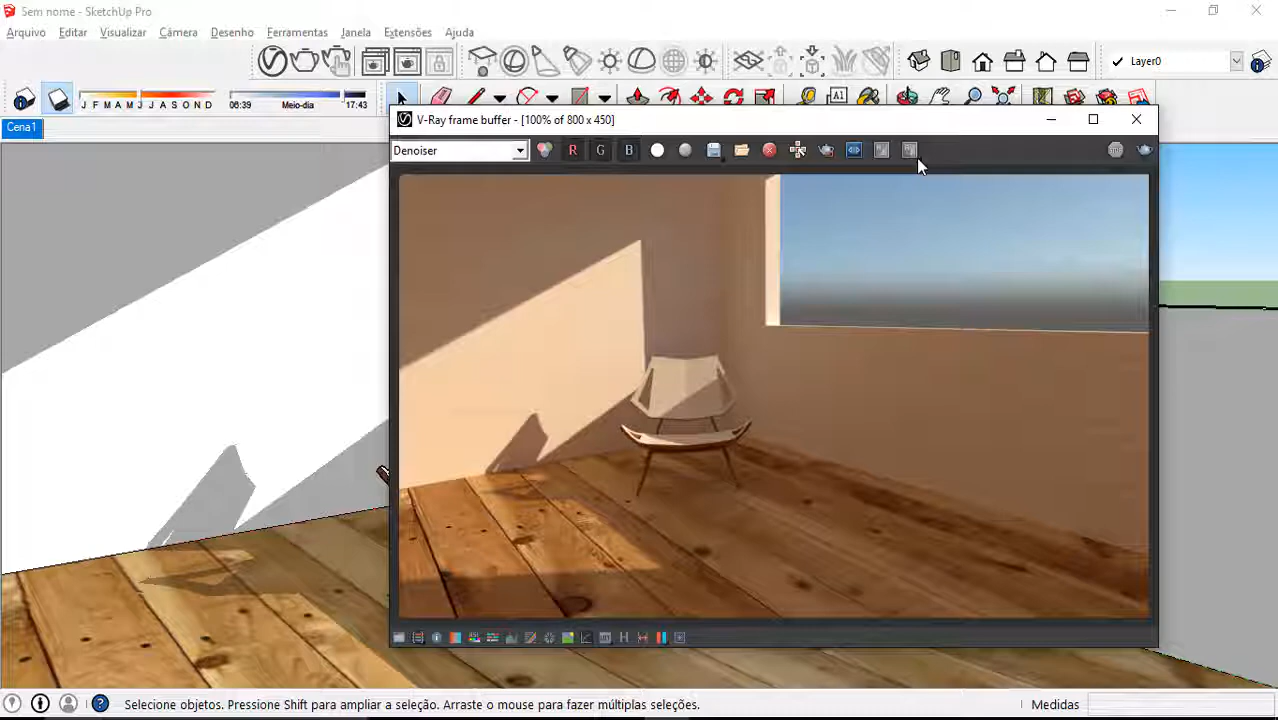 Sem nome - SketchUp Pro
Arquivo Editar Visualizar Câmera Desenho Ferramentas Janela Extensões Ajuda
Layer0
J F M A M J J A S O N D 06:39 Meio-dia 17:43
A1
Cena1
V-Ray frame buffer - [100% of 800 x 450]
Denoiser R G B
H
Selecione objetos. Pressione Shift para ampliar a seleção. Arraste o mouse para fazer múltiplas seleções. Medidas